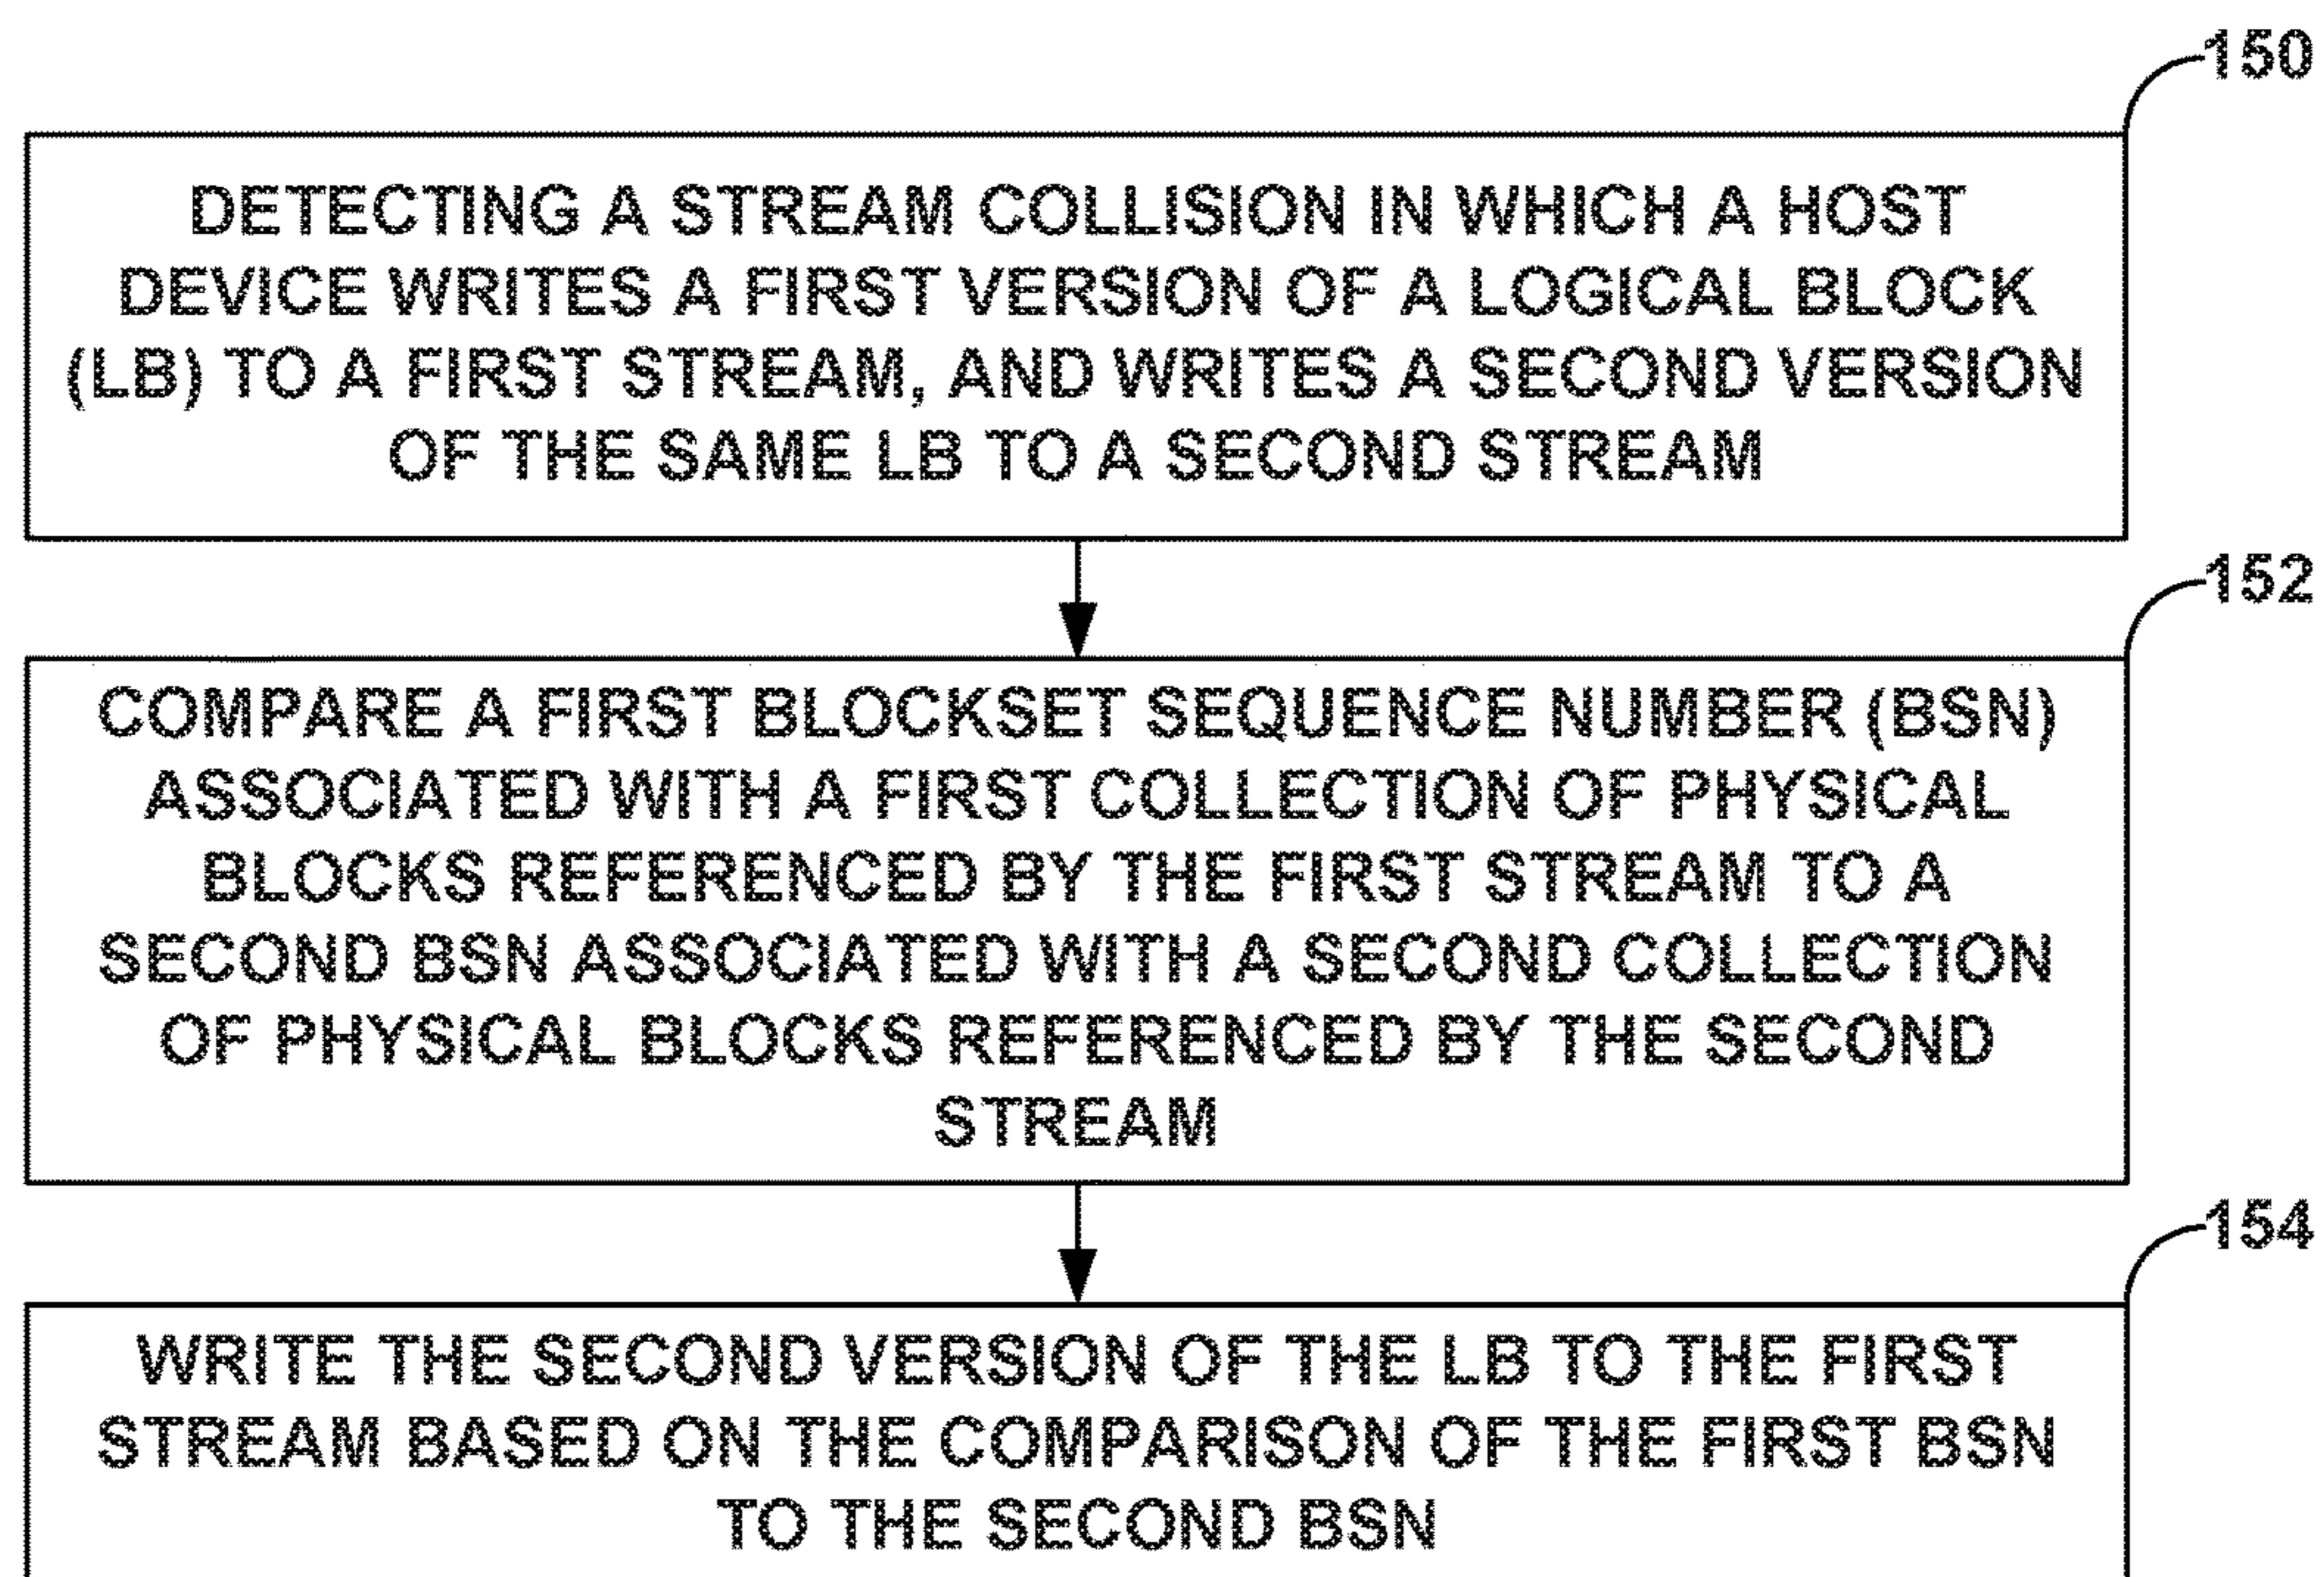 150
DETECTING A STREAM COLLISION IN WHICH A HOST
DEVICE WRITES A FIRST VERSION OF A LOGICAL BLOCK
(LB) TO A FIRST STREAM, AND WRITES A SECOND VERSION
OF THE SAME LB TO A SECOND STREAM
152
COMPARE A FIRST BLOCKSET SEQUENCE NUMBER (BSN)
ASSOCIATED WITH A FIRST COLLECTION OF PHYSICAL
BLOCKS REFERENCED BY THE FIRST STREAM TO A
SECOND BSN ASSOCIATED WITH A SECOND COLLECTION
OF PHYSICAL BLOCKS REFERENCED BY THE SECOND
STREAM
154
WRITE THE SECOND VERSION OF THE LB TO THE FIRST
STREAM BASED ON THE COMPARISON OF THE FIRST BSN
TO THE SECOND BSN